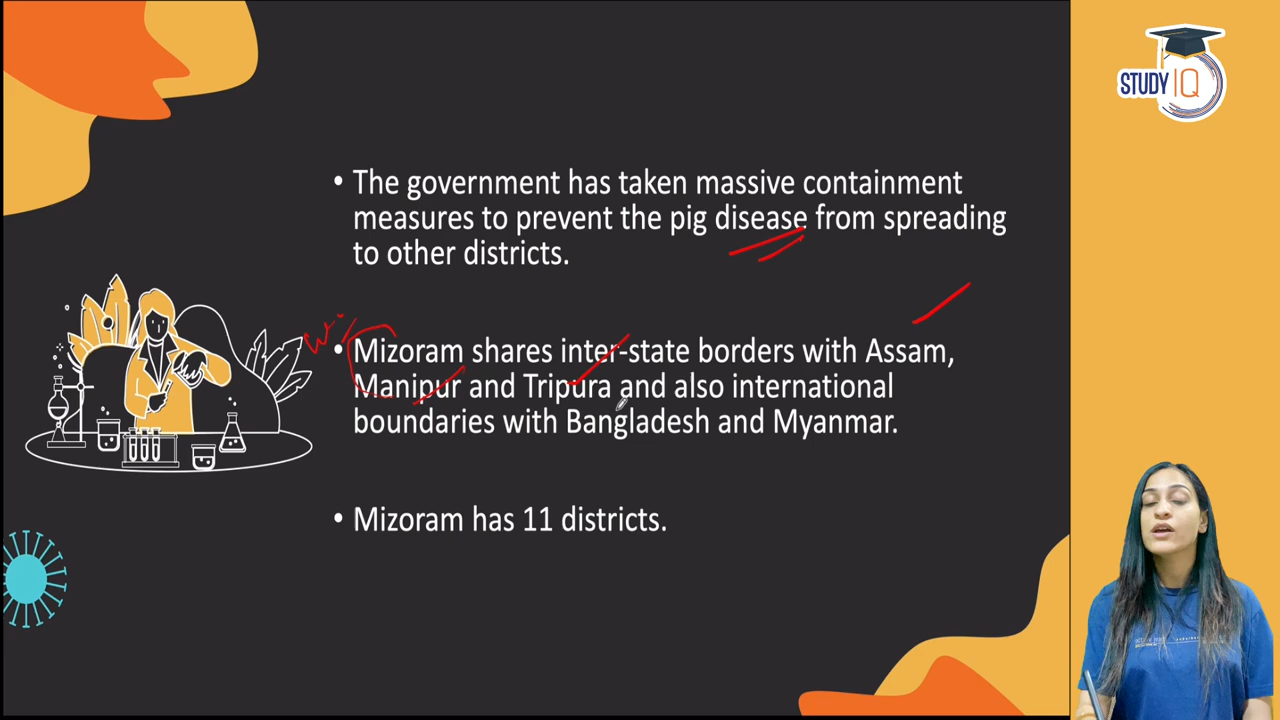 STUDY IQ
• The government has taken massive containment
measures to prevent the pig disease from spreading
to other districts.
• Mizoram shares inter-state borders with Assam,
Manipur and Tripura and also international
boundaries with Bangladesh and Myanmar.
• Mizoram has 11 districts.